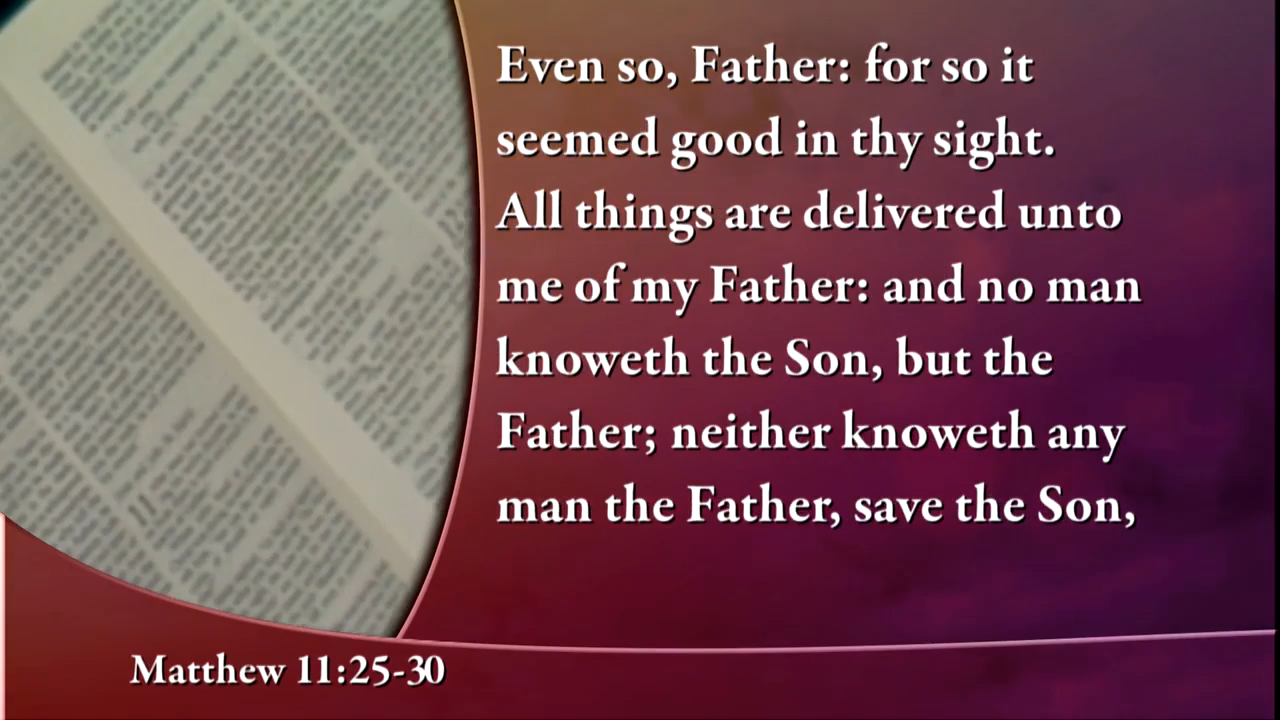 Even so, Father: for so it
seemed good in thy sight.
All things are delivered unto
me of my Father: and no man
knoweth the Son, but the
Father; neither knoweth any
man the Father, save the Son,
Matthew 11:25-30